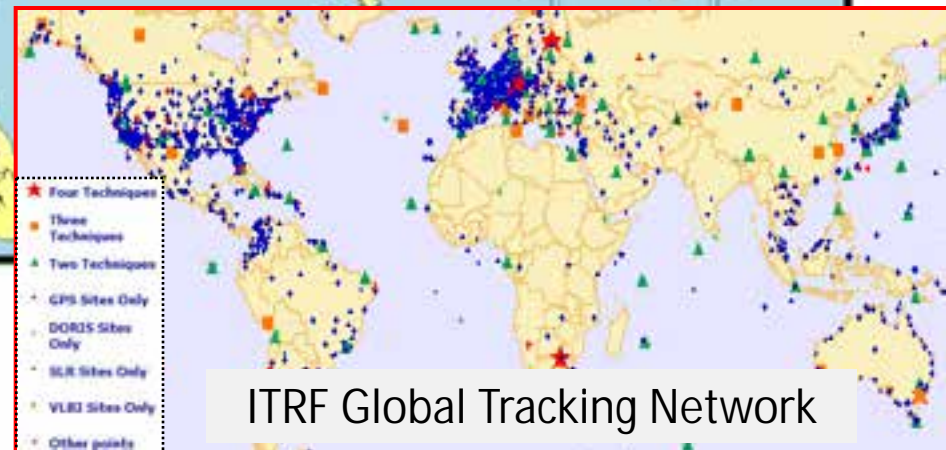 Four Techniques
Three
Techniques
Two Techniques
GPS Sites Only
DORIS Sites
Only
SLR Sites Only
VLBI Sites Only
Other points
ITRF Global Tracking Network